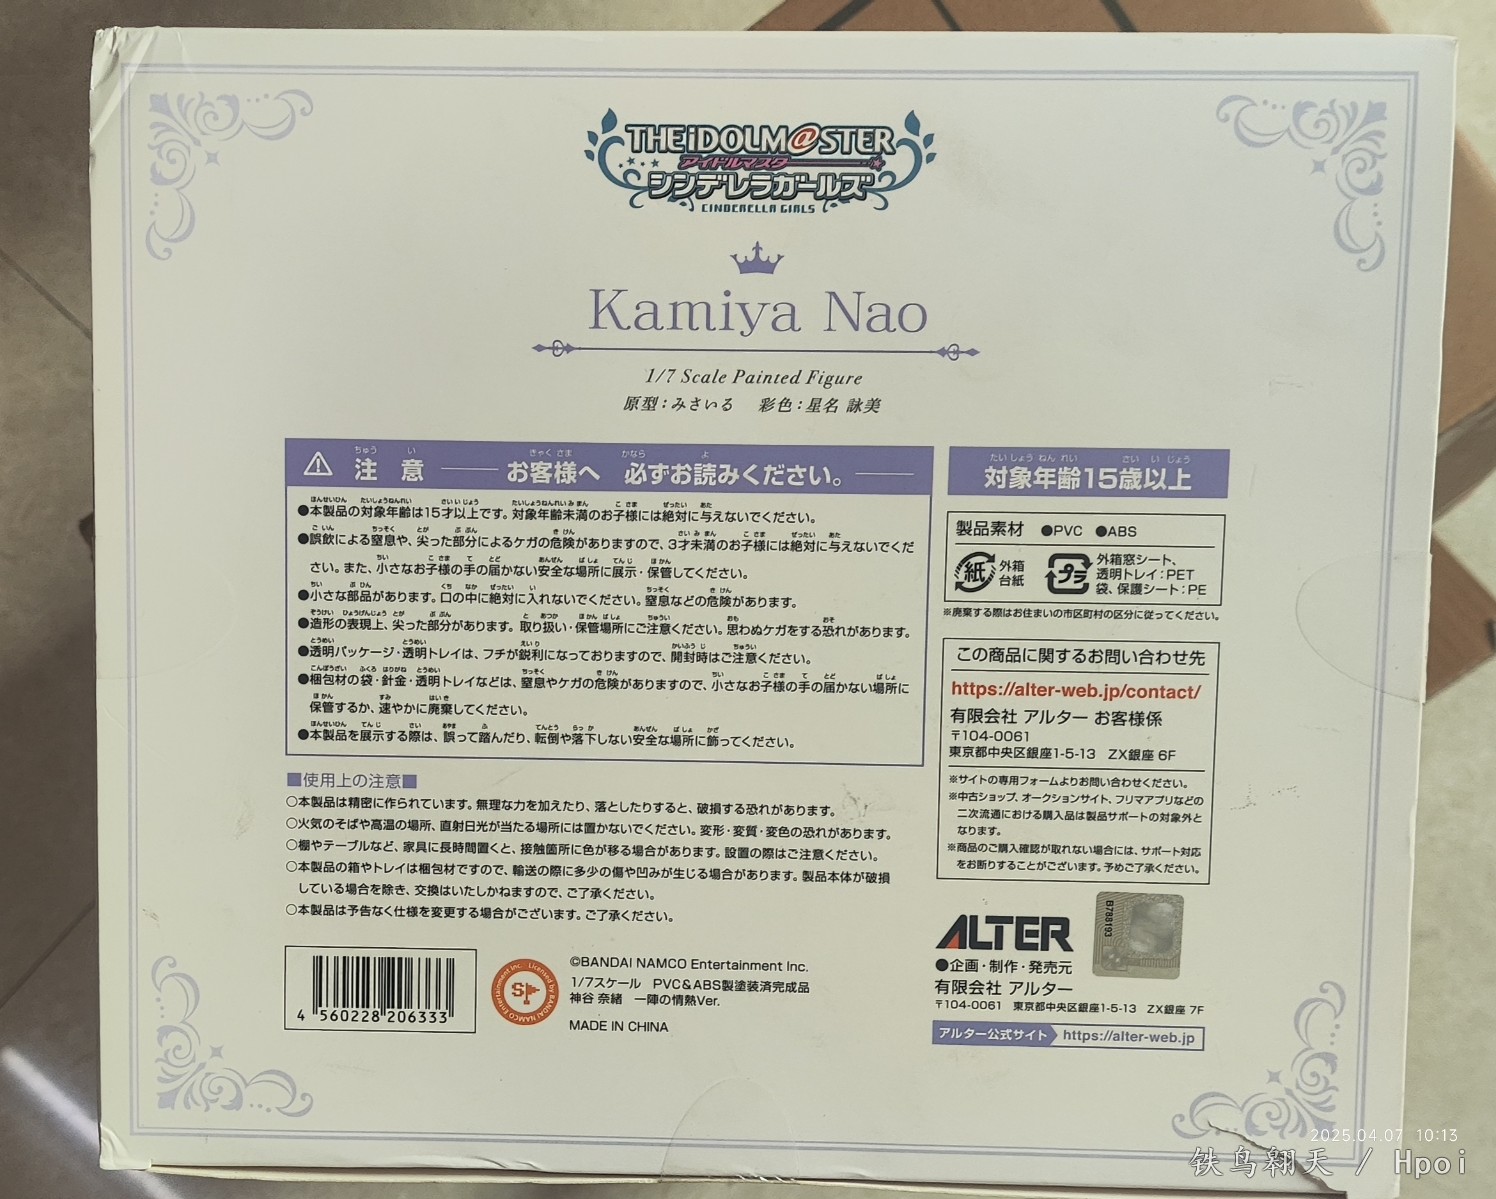 THE iDOLM@STER
アイドルマスター
シンデレラガールズ
CINDERELLA GIRLS
Kamiya Nao
1/7 Scale Painted Figure
原型：みさいる　彩色：星名 詠美
注意 お客様へ 必ずお読みください。
●本製品の対象年齢は15才以上です。対象年齢未満のお子様には絶対に与えないでください。
●誤飲による窒息や、尖った部分によるケガの危険がありますので、3才未満のお子様には絶対に与えないでくだ
さい。また、小さなお子様の手の届かない安全な場所に展示・保管してください。
●小さな部品があります。口の中に絶対に入れないでください。窒息などの危険があります。
●造形の表現上、尖った部分があります。取り扱い・保管場所にご注意ください。思わぬケガをする恐れがあります。
●透明パッケージ・透明トレイは、フチが鋭利になっておりますので、開封時はご注意ください。
●梱包材の袋・針金・透明トレイなどは、窒息やケガの危険がありますので、小さなお子様の手の届かない場所に
保管するか、速やかに廃棄してください。
●本製品を展示する際は、誤って踏んだり、転倒や落下しない安全な場所に飾ってください。
■使用上の注意■
○本製品は精密に作られています。無理な力を加えたり、落としたりすると、破損する恐れがあります。
○火気のそばや高温の場所、直射日光が当たる場所には置かないでください。変形・変質・変色の恐れがあります。
○棚やテーブルなど、家具に長時間置くと、接触箇所に色が移る場合があります。設置の際はご注意ください。
○本製品の箱やトレイは梱包材ですので、輸送の際に多少の傷や凹みが生じる場合があります。製品本体が破損
している場合を除き、交換はいたしかねますので、ご了承ください。
○本製品は予告なく仕様を変更する場合がございます。ご了承ください。
4 560228 206333
Licensed by BANDAI NAMCO Entertainment Inc.
©BANDAI NAMCO Entertainment Inc.
1/7スケール　PVC&ABS製塗装済完成品
神谷 奈緒　一陣の情熱Ver.
MADE IN CHINA
対象年齢15歳以上
製品素材 ●PVC ●ABS
紙 外箱
台紙
プラ 外箱窓シート、
透明トレイ：PET
袋、保護シート：PE
※廃棄する際はお住まいの市区町村の区分に従ってください。
この商品に関するお問い合わせ先
https://alter-web.jp/contact/
有限会社 アルター お客様係
〒104-0061
東京都中央区銀座1-5-13　ZX銀座 6F
※サイトの専用フォームよりお問い合わせください。
※中古ショップ、オークションサイト、フリマアプリなどの
二次流通における購入品は製品サポートの対象外と
なります。
※商品のご購入確認が取れない場合には、サポート対応
をお断りすることがございます。予めご了承ください。
ALTER
B788193
●企画・制作・発売元
有限会社 アルター
〒104-0061　東京都中央区銀座1-5-13　ZX銀座 7F
アルター公式サイト https://alter-web.jp
2025.04.07 10:13
铁鸟翱天 / Hpoi